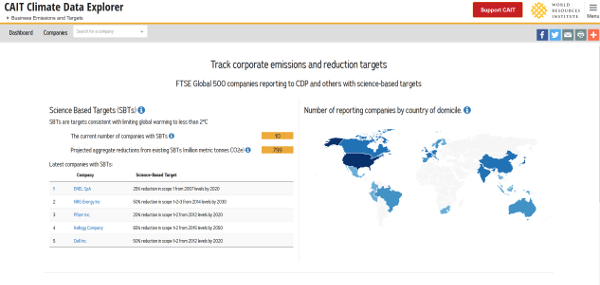 CAIT Climate Data Explorer
Business Emissions and Targets
Support CAIT
WORLD
RESOURCES
INSTITUTE
Menu
Dashboard Companies Search for a company
Track corporate emissions and reduction targets
FTSE Global 500 companies reporting to CDP and others with science-based targets
Science Based Targets (SBTs)
SBTs are targets consistent with limiting global warming to less than 2°C
The current number of companies with SBTs 10
Projected aggregate reductions from existing SBTs (million metric tonnes CO2e) 799
Latest companies with SBTs:
Company Science-Based Target
1 ENEL SpA 25% reduction in scope 1 from 2007 levels by 2020
2 NRG Energy Inc 50% reduction in scope 1-2-3 from 2014 levels by 2030
3 Pfizer Inc. 20% reduction in scope 1-2 from 2012 levels by 2020
4 Kellogg Company reduction in scope 1-2 from levels by
5 Dell Inc. 50% reduction in scope 1-2 from 2012 levels by 2020
Number of reporting companies by country of domicile.